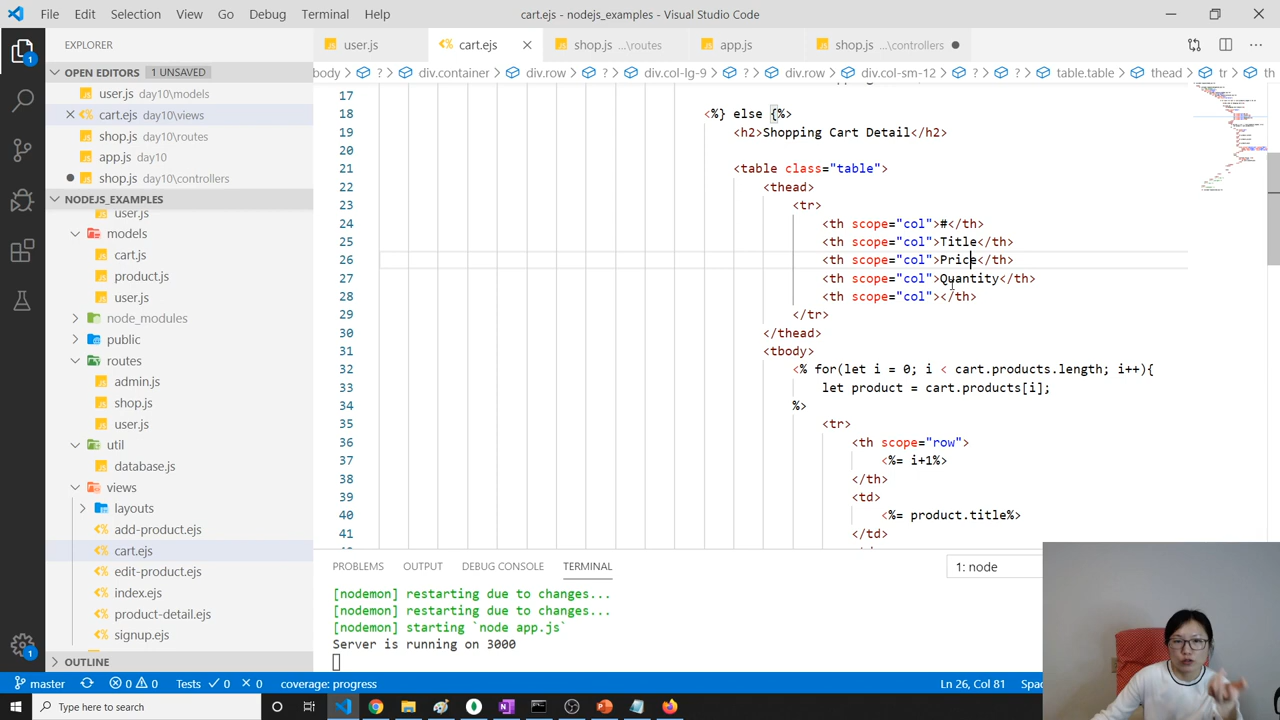 File Edit Selection View Go Debug Terminal Help cart.ejs - nodejs_examples - Visual Studio Code
EXPLORER
user.js cart.ejs shop.js ...\routes app.js shop.js ...\controllers
OPEN EDITORS 1 UNSAVED
body ? div.container div.row ? div.col-lg-9 ? div.row div.col-sm-12 ? ? table.table thead tr th
user.js day10\models
cart.ejs day10\views
shop.js day10\routes
app.js day10
shop.js day10\controllers
NODEJS_EXAMPLES
user.js
models
cart.js
product.js
user.js
node_modules
public
routes
admin.js
shop.js
user.js
util
database.js
views
layouts
add-product.ejs
cart.ejs
edit-product.ejs
index.ejs
product-detail.ejs
signup.ejs
OUTLINE
17
18 <%} else {%>
19 <h2>Shopping Cart Detail</h2>
20
21 <table class="table">
22 <thead>
23 <tr>
24 <th scope="col">#</th>
25 <th scope="col">Title</th>
26 <th scope="col">Price</th>
27 <th scope="col">Quantity</th>
28 <th scope="col"></th>
29 </tr>
30 </thead>
31 <tbody>
32 <% for(let i = 0; i < cart.products.length; i++){
33 let product = cart.products[i];
34 %>
35 <tr>
36 <th scope="row">
37 <%= i+1%>
38 </th>
39 <td>
40 <%= product.title%>
41 </td>
PROBLEMS OUTPUT DEBUG CONSOLE TERMINAL 1: node
[nodemon] restarting due to changes...
[nodemon] restarting due to changes...
[nodemon] starting `node app.js`
Server is running on 3000
1
1
master 0 0 Tests 0 0 coverage: progress Ln 26, Col 81 Spac
Type here to search